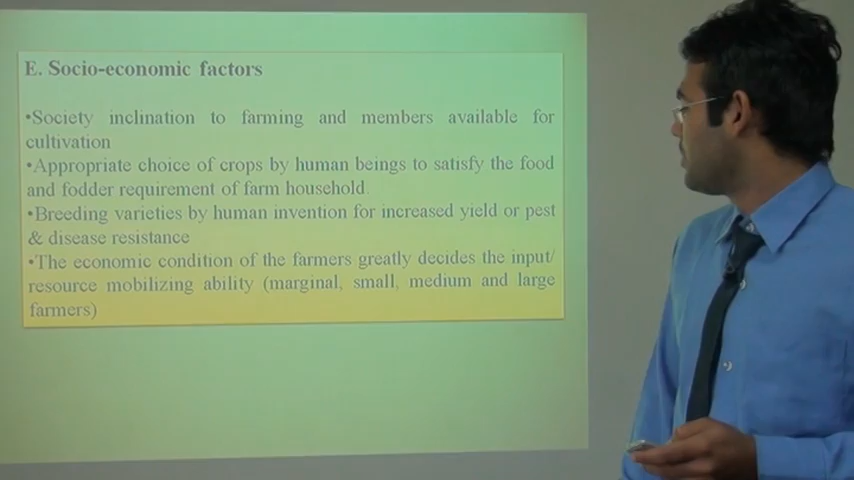 E. Socio-economic factors
•Society inclination to farming and members available for
cultivation
•Appropriate choice of crops by human beings to satisfy the food
and fodder requirement of farm household.
•Breeding varieties by human invention for increased yield or pest
& disease resistance
•The economic condition of the farmers greatly decides the input/
resource mobilizing ability (marginal, small, medium and large
farmers)